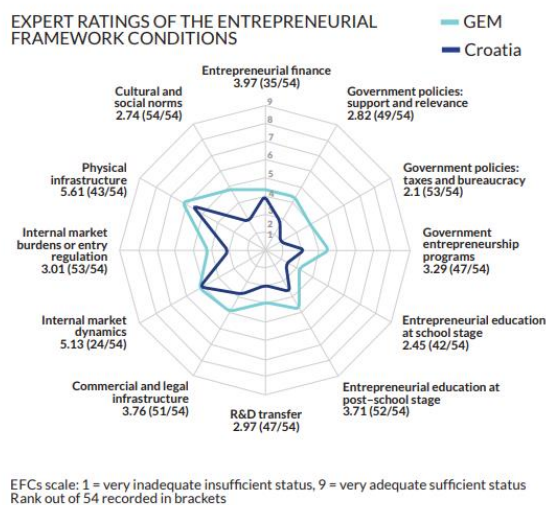 EXPERT RATINGS OF THE ENTREPRENEURIAL
FRAMEWORK CONDITIONS
GEM
Croatia
Entrepreneurial finance
3.97 (35/54)
Government policies:
support and relevance
2.82 (49/54)
Government policies:
taxes and bureaucracy
2.1 (53/54)
Government
entrepreneurship
programs
3.29 (47/54)
Entrepreneurial education
at school stage
2.45 (42/54)
Entrepreneurial education at
post–school stage
3.71 (52/54)
R&D transfer
2.97 (47/54)
Commercial and legal
infrastructure
3.76 (51/54)
Internal market
dynamics
5.13 (24/54)
Internal market
burdens or entry
regulation
3.01 (53/54)
Physical
infrastructure
5.61 (43/54)
Cultural and
social norms
2.74 (54/54)
9
8
7
6
5
4
3
2
1
EFCs scale: 1 = very inadequate insufficient status, 9 = very adequate sufficient status
Rank out of 54 recorded in brackets